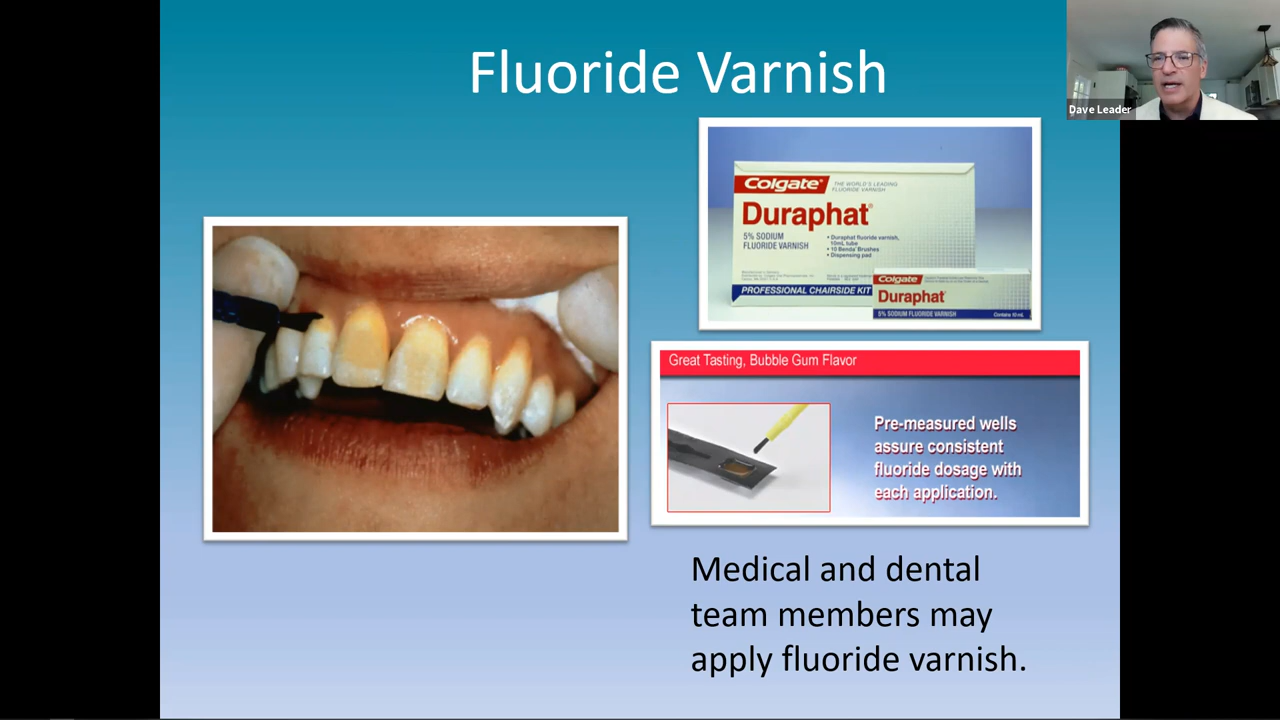 Fluoride Varnish
Dave Leader
Colgate®
THE WORLD'S LEADING
FLUORIDE VARNISH
Duraphat®
5% SODIUM
FLUORIDE VARNISH
• Duraphat fluoride varnish,
10mL tube
• 10 Benda® Brushes
• Dispensing pad
PROFESSIONAL CHAIRSIDE KIT
Colgate
Duraphat®
5% SODIUM FLUORIDE VARNISH
Contains 10 mL
Great Tasting, Bubble Gum Flavor
Pre-measured wells
assure consistent
fluoride dosage with
each application.
Medical and dental
team members may
apply fluoride varnish.